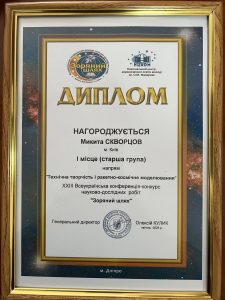 Зоряний
шлях
ДИПЛОМ
НАГОРОДЖУЄТЬСЯ
Микита СКВОРЦОВ
м. Київ
І місце (старша група)
напрям
"Технічна творчість і ракетно-космічне моделювання"
XXIX Всеукраїнська конференція-конкурс
науково-дослідних робіт
"Зоряний шлях"
Генеральний директор
Олексій КУЛИК
м. Дніпро